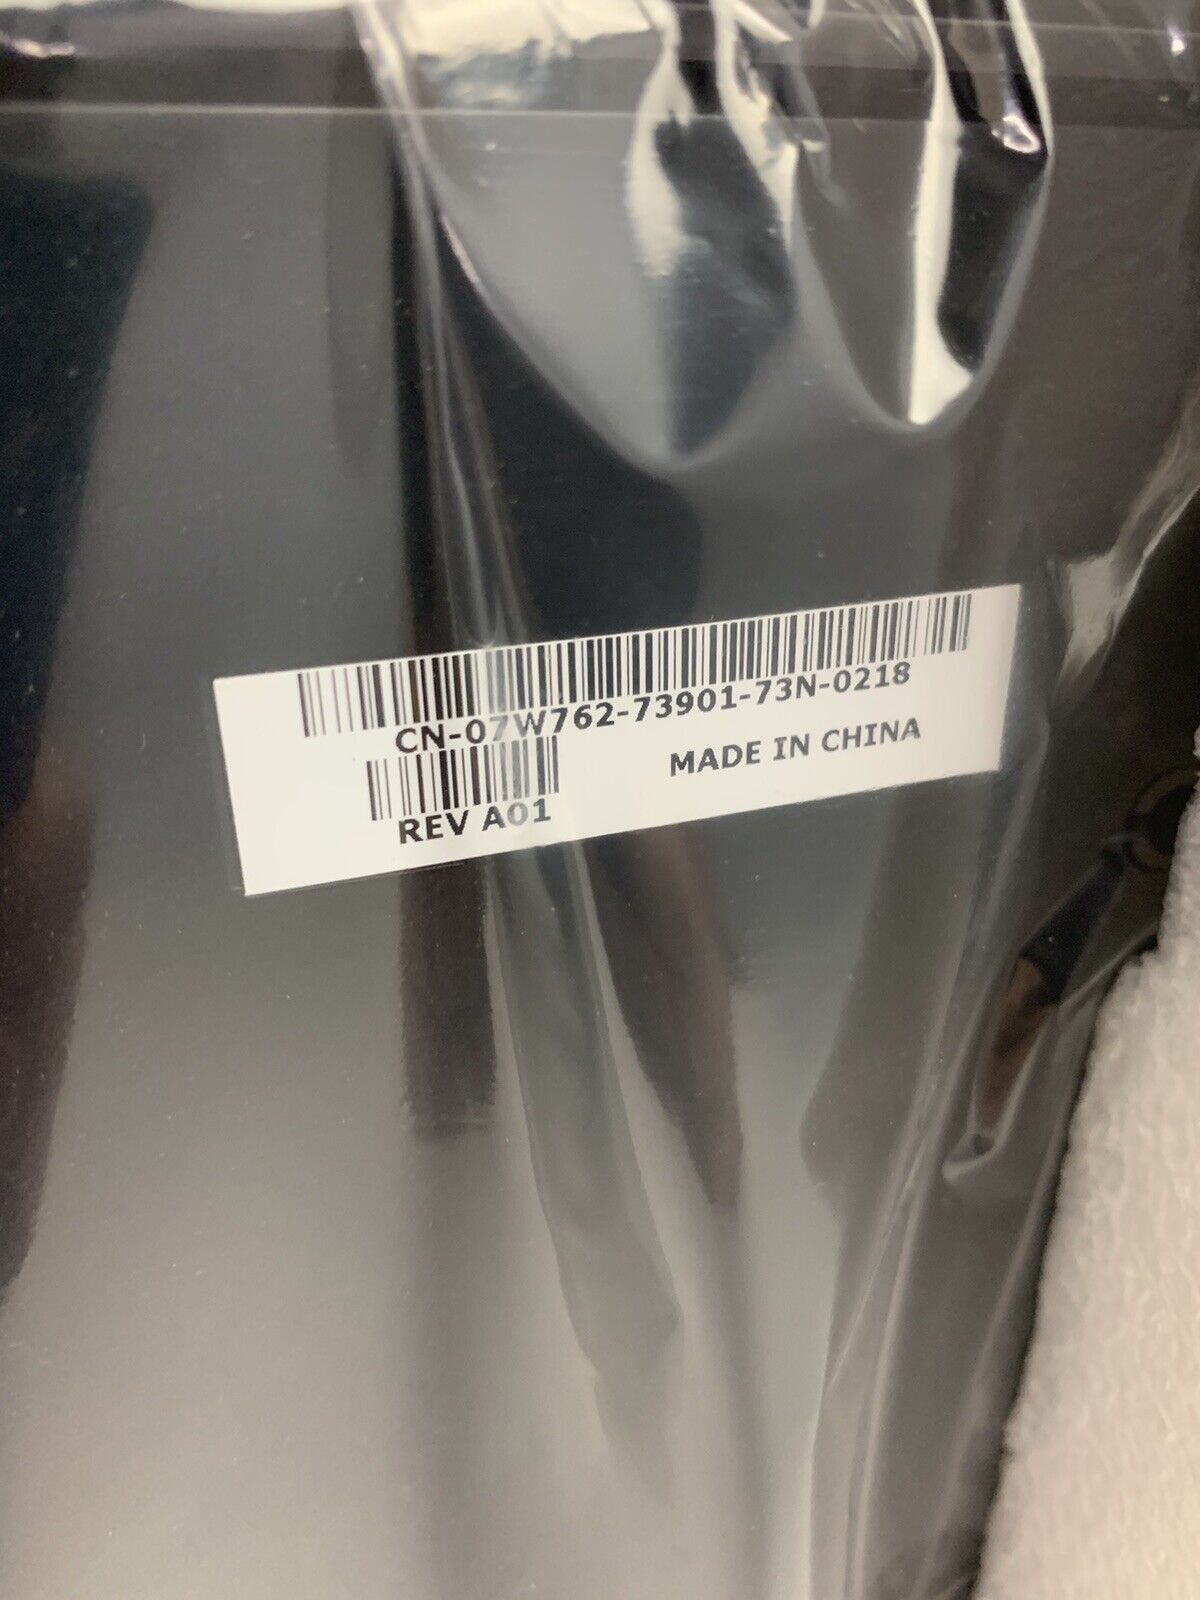 CN-07W762-73901-73N-0218
MADE IN CHINA
REV A01